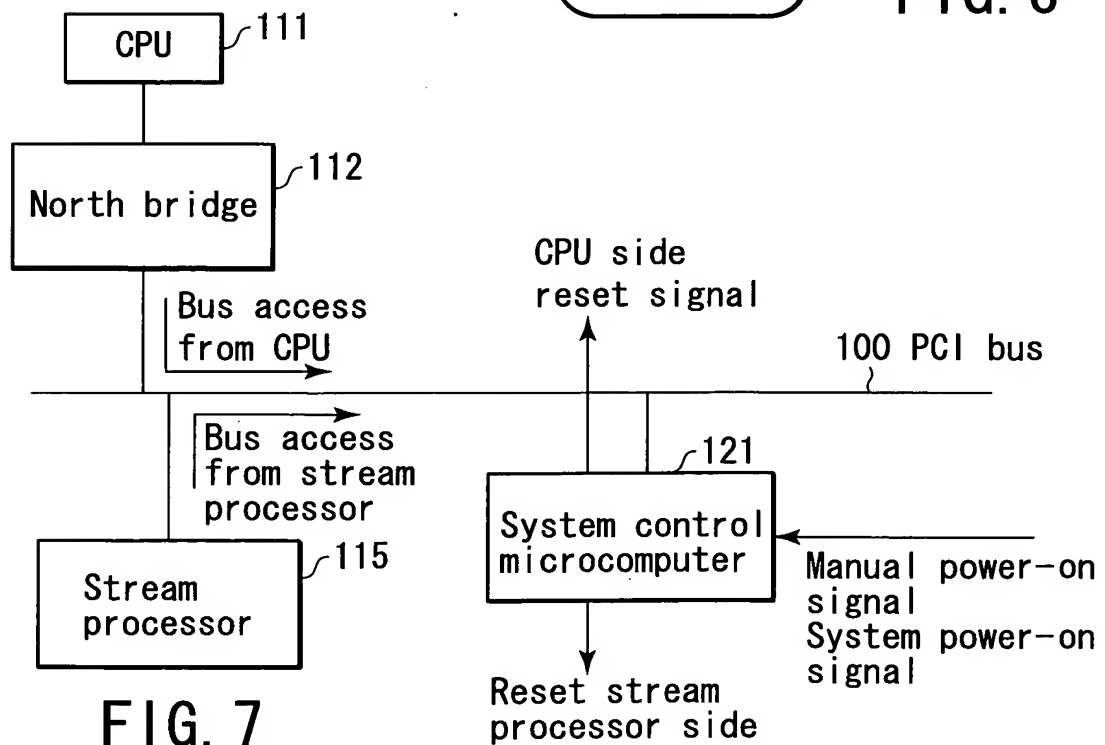 CPU
111
North bridge
112
Bus access
from CPU
CPU side
reset signal
100 PCI bus
Bus access
from stream
processor
121
System control
microcomputer
Manual power-on
signal
System power-on
signal
Stream
processor
115
Reset stream
processor side
FIG. 7